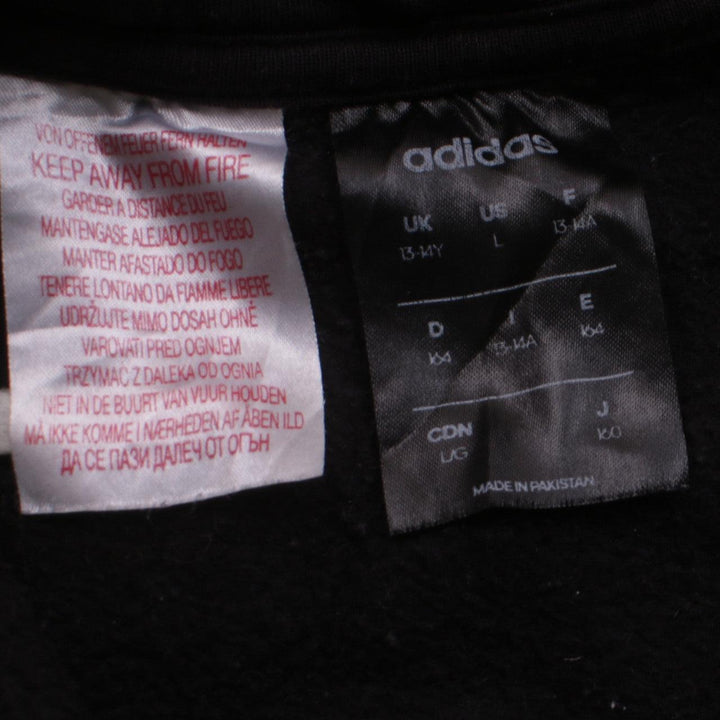 VON OFFENEM FEUER FERN HALTEN
KEEP AWAY FROM FIRE
GARDER A DISTANCE DU FEU
MANTENGASE ALEJADO DEL FUEGO
MANTER AFASTADO DO FOGO
TENERE LONTANO DA FIAMME LIBERE
UDRŽUJTE MIMO DOSAH OHNĚ
VAROVATI PRED OGNJEM
TRZYMAĆ Z DALEKA OD OGNIA
NIET IN DE BUURT VAN VUUR HOUDEN
MÅ IKKE KOMME I NÆRHEDEN AF ÅBEN ILD
ДА СЕ ПАЗИ ДАЛЕЧ ОТ ОГЪН
adidas
UK US F
13-14Y L 13-14A
D I E
164 13-14A 164
CDN J
L/G 160
MADE IN PAKISTAN